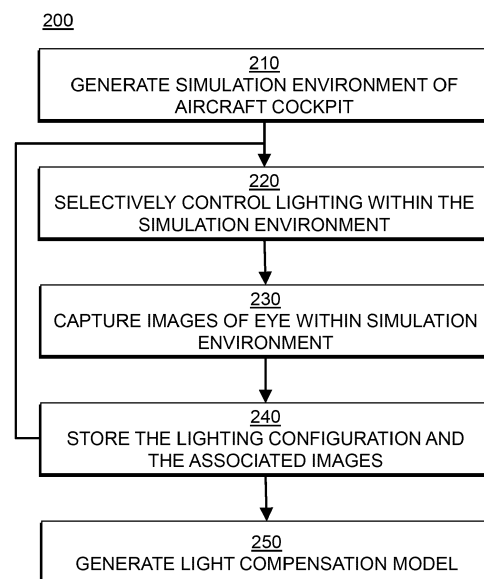 200
210
GENERATE SIMULATION ENVIRONMENT OF
AIRCRAFT COCKPIT
220
SELECTIVELY CONTROL LIGHTING WITHIN THE
SIMULATION ENVIRONMENT
230
CAPTURE IMAGES OF EYE WITHIN SIMULATION
ENVIRONMENT
240
STORE THE LIGHTING CONFIGURATION AND
THE ASSOCIATED IMAGES
250
GENERATE LIGHT COMPENSATION MODEL